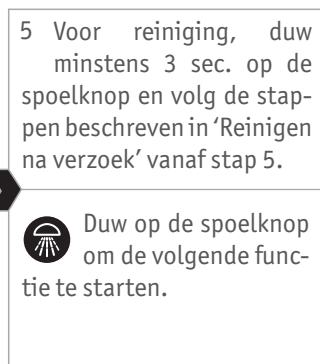 5 Voor reiniging, duw
minstens 3 sec. op de
spoelknop en volg de stap-
pen beschreven in ‘Reinigen
na verzoek’ vanaf stap 5.
Duw op de spoelknop
om de volgende func-
tie te starten.